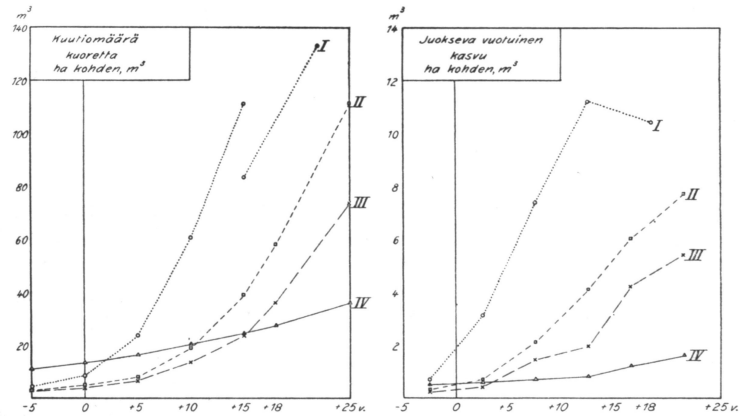 m³
Kuutiomäärä
kuoretta
ha kohden, m³
140
120
100
80
60
40
20
I
II
III
IV
-5
0
+5
+10
+15
+18
+25 v.
m³
Juokseva vuotuinen
kasvu
ha kohden, m³
14
12
10
8
6
4
2
I
II
III
IV
-5
0
+5
+10
+15
+18
+25 v.